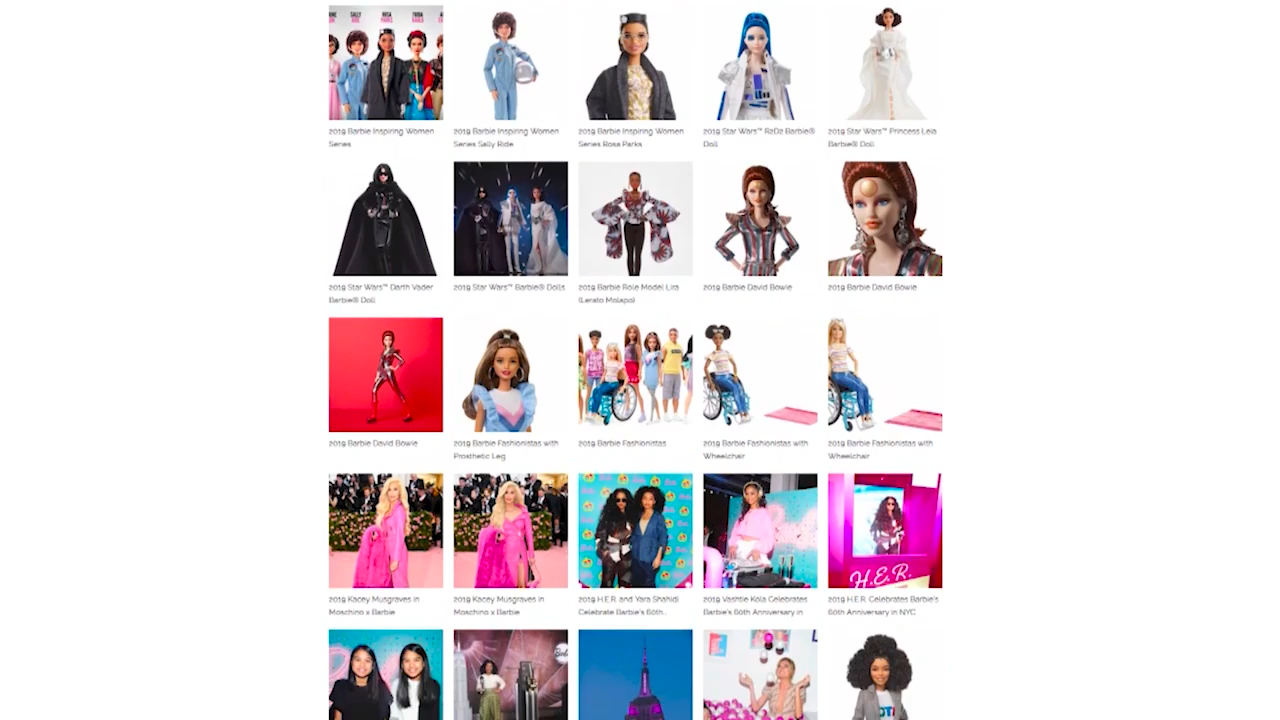 SALLY
RIDE
ROSA
PARKS
FRIDA
KAHLO
2019 Barbie Inspiring Women
Series
2019 Barbie Inspiring Women
Series Sally Ride
2019 Barbie Inspiring Women
Series Rosa Parks
2019 Star Wars™ R2D2 Barbie®
Doll
2019 Star Wars™ Princess Leia
Barbie® Doll
2019 Star Wars™ Darth Vader
Barbie® Doll
2019 Star Wars™ Barbie® Dolls
2019 Barbie Role Model Lira
(Lerato Molapo)
2019 Barbie David Bowie
2019 Barbie David Bowie
2019 Barbie David Bowie
2019 Barbie Fashionistas with
Prosthetic Leg
2019 Barbie Fashionistas
2019 Barbie Fashionistas with
Wheelchair
2019 Barbie Fashionistas with
Wheelchair
H.E.R.
2019 Kacey Musgraves in
Moschino x Barbie
2019 Kacey Musgraves in
Moschino x Barbie
2019 H.E.R. and Yara Shahidi
Celebrate Barbie's 60th...
2019 Vashtie Kola Celebrates
Barbie's 60th Anniversary in
2019 H.E.R. Celebrates Barbie's
60th Anniversary in NYC